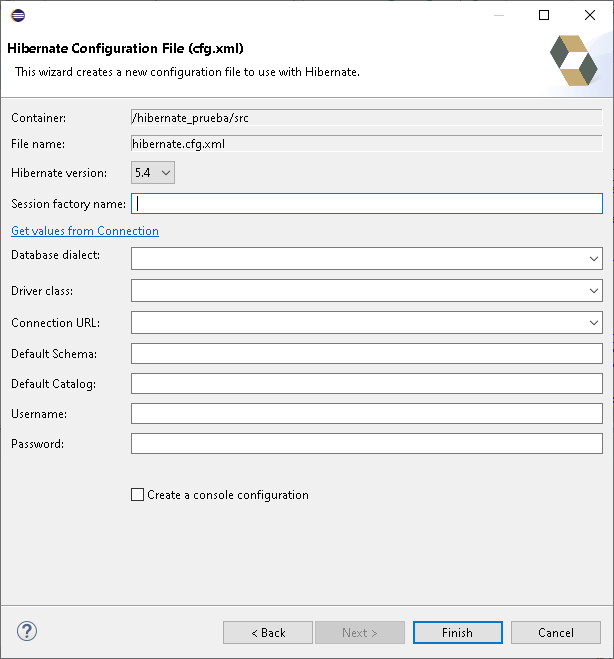 Hibernate Configuration File (cfg.xml)
This wizard creates a new configuration file to use with Hibernate.
Container: /hibernate_prueba/src
File name: hibernate.cfg.xml
Hibernate version: 5.4
Session factory name:
Get values from Connection
Database dialect:
Driver class:
Connection URL:
Default Schema:
Default Catalog:
Username:
Password:
Create a console configuration
? < Back Next > Finish Cancel